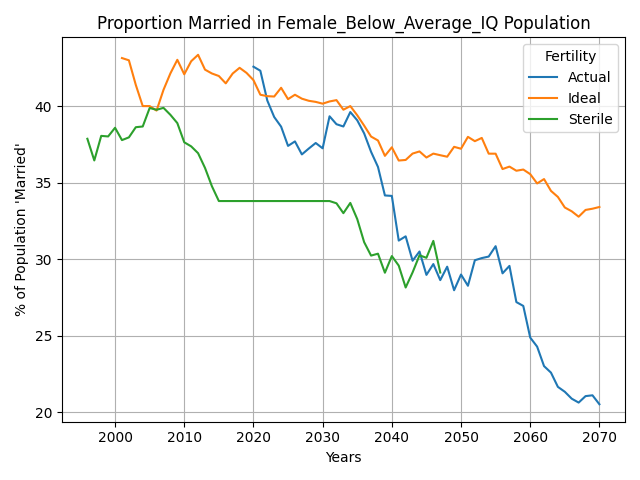 Proportion Married in Female_Below_Average_IQ Population
Fertility
Actual
Ideal
Sterile
% of Population 'Married'
40
35
30
25
20
2000
2010
2020
2030
2040
2050
2060
2070
Years